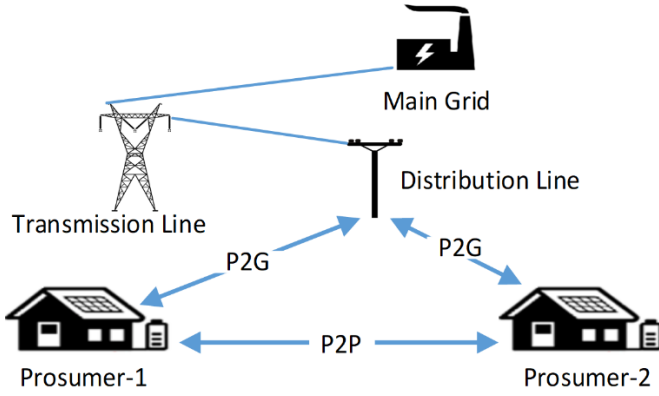 Main Grid
Distribution Line
Transmission Line
P2G
P2G
P2P
Prosumer-1
Prosumer-2